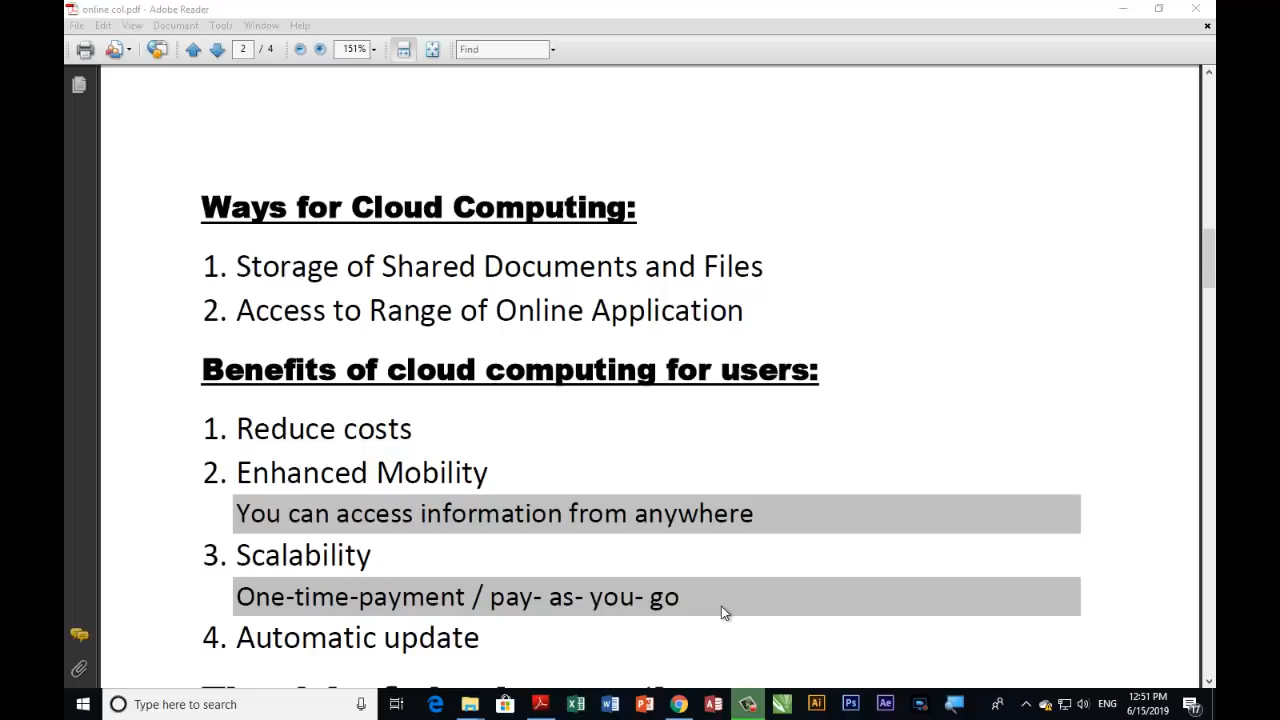 online col.pdf - Adobe Reader
File Edit View Document Tools Window Help
2 / 4 151% Find
Ways for Cloud Computing:
1. Storage of Shared Documents and Files
2. Access to Range of Online Application
Benefits of cloud computing for users:
1. Reduce costs
2. Enhanced Mobility
You can access information from anywhere
3. Scalability
One-time-payment / pay- as- you- go
4. Automatic update
Type here to search
ENG
12:51 PM
6/15/2019